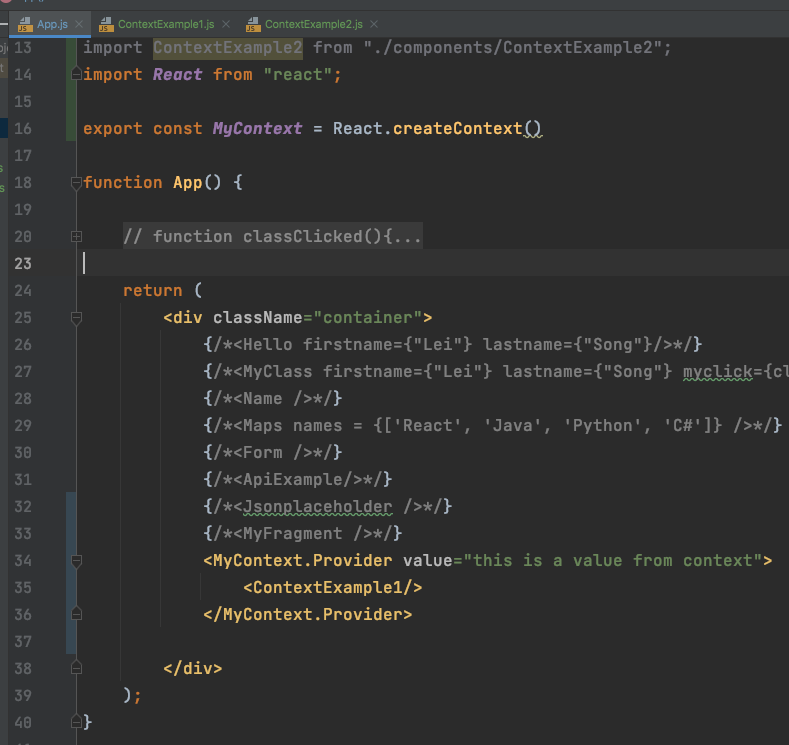 App.js ContextExample1.js ContextExample2.js
13 import ContextExample2 from "./components/ContextExample2";
14 import React from "react";
15
16 export const MyContext = React.createContext()
17
18 function App() {
19
20 // function classClicked(){...
23
24 return (
25 <div className="container">
26 {/*<Hello firstname={"Lei"} lastname={"Song"}/>*/}
27 {/*<MyClass firstname={"Lei"} lastname={"Song"} myclick={cl
28 {/*<Name />*/}
29 {/*<Maps names = {['React', 'Java', 'Python', 'C#']} />*/}
30 {/*<Form />*/}
31 {/*<ApiExample/>*/}
32 {/*<Jsonplaceholder />*/}
33 {/*<MyFragment />*/}
34 <MyContext.Provider value="this is a value from context">
35 <ContextExample1/>
36 </MyContext.Provider>
37
38 </div>
39 );
40 }